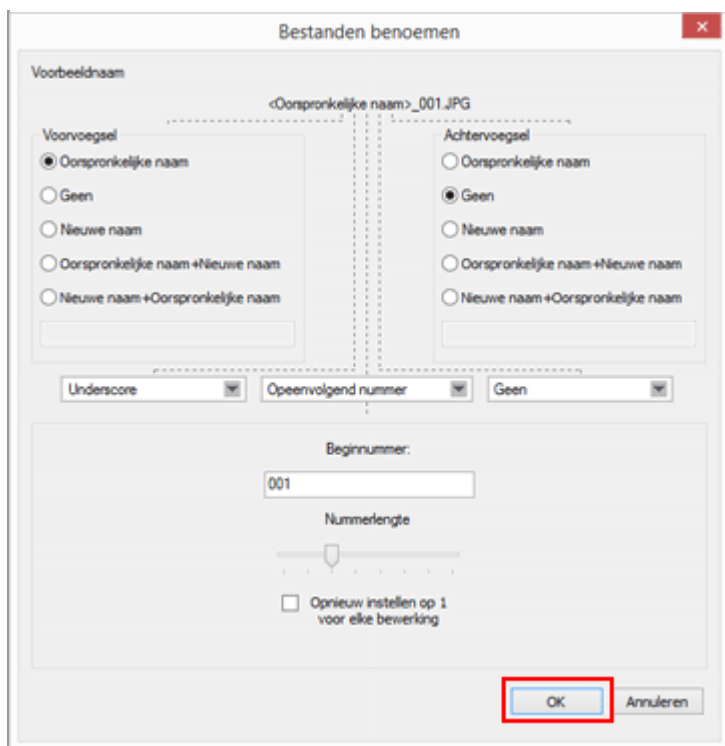 Bestanden benoemen
Voorbeeldnaam
<Oorspronkelijke naam>_001.JPG
Voorvoegsel
Oorspronkelijke naam
Geen
Nieuwe naam
Oorspronkelijke naam+Nieuwe naam
Nieuwe naam+Oorspronkelijke naam
Achtervoegsel
Oorspronkelijke naam
Geen
Nieuwe naam
Oorspronkelijke naam+Nieuwe naam
Nieuwe naam+Oorspronkelijke naam
Underscore
Opeenvolgend nummer
Geen
Beginnummer:
001
Nummerlengte
Opnieuw instellen op 1
voor elke bewerking
OK
Annuleren